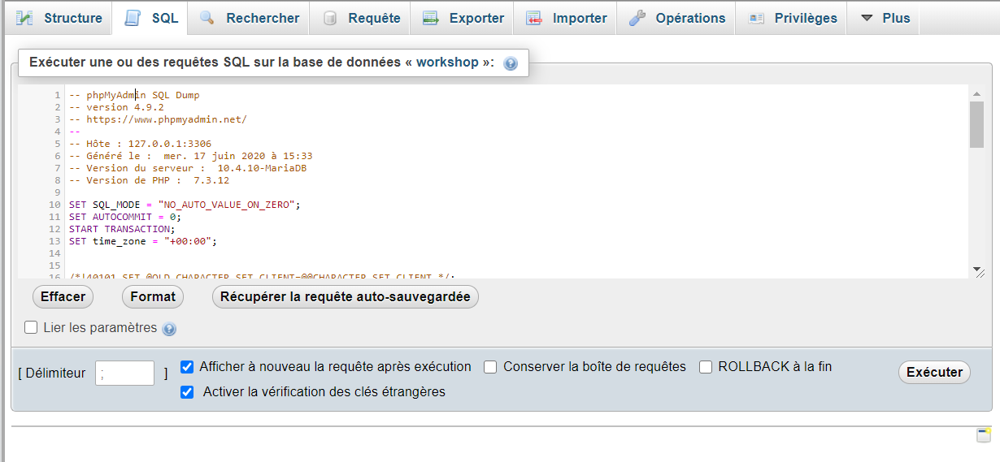 Structure SQL Rechercher Requête Exporter Importer Opérations Privilèges Plus
Exécuter une ou des requêtes SQL sur la base de données « workshop »:
1 -- phpMyAdmin SQL Dump
2 -- version 4.9.2
3 -- https://www.phpmyadmin.net/
4 --
5 -- Hôte : 127.0.0.1:3306
6 -- Généré le :  mer. 17 juin 2020 à 15:33
7 -- Version du serveur :  10.4.10-MariaDB
8 -- Version de PHP :  7.3.12
9
10 SET SQL_MODE = "NO_AUTO_VALUE_ON_ZERO";
11 SET AUTOCOMMIT = 0;
12 START TRANSACTION;
13 SET time_zone = "+00:00";
14
15
16 /*!40101 SET @OLD_CHARACTER_SET_CLIENT=@@CHARACTER_SET_CLIENT */;
Effacer Format Récupérer la requête auto-sauvegardée
Lier les paramètres
[ Délimiteur ; ] Afficher à nouveau la requête après exécution Conserver la boîte de requêtes ROLLBACK à la fin Exécuter
Activer la vérification des clés étrangères